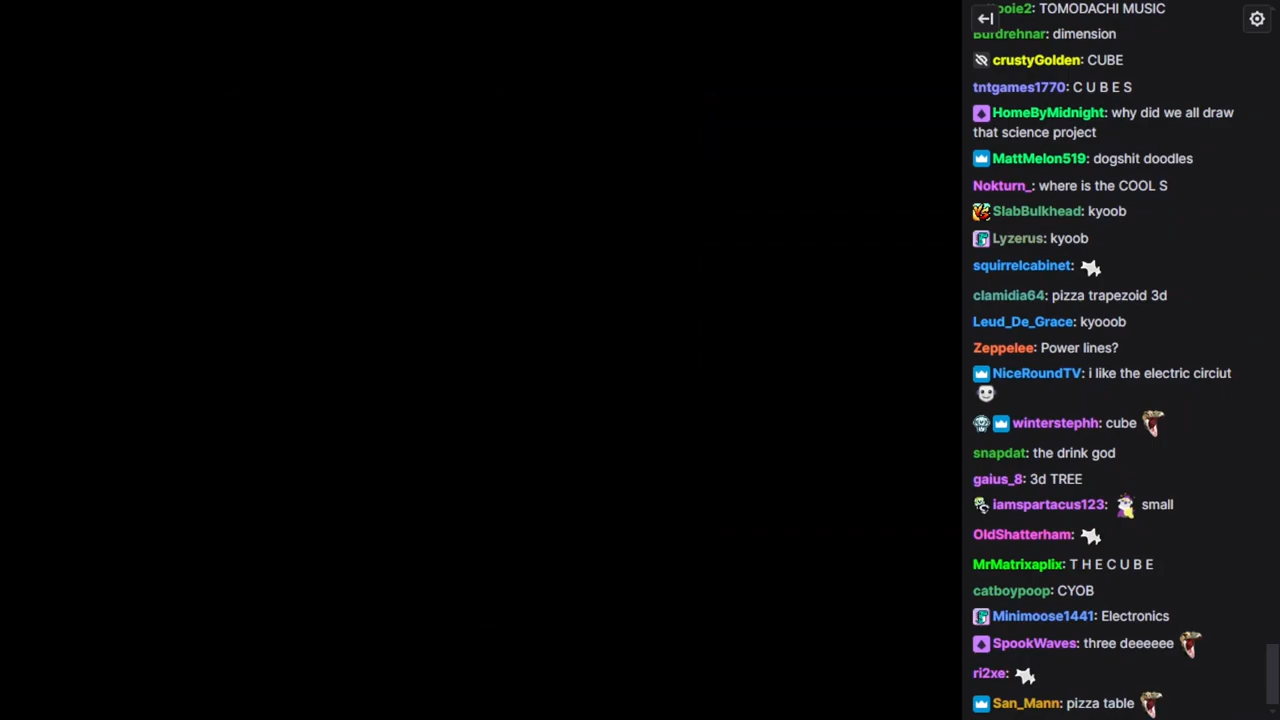 ooie2: TOMODACHI MUSIC
Burdrehnar: dimension
crustyGolden: CUBE
tntgames1770: C U B E S
HomeByMidnight: why did we all draw
that science project
MattMelon519: dogshit doodles
Nokturn_: where is the COOL S
SlabBulkhead: kyoob
Lyzerus: kyoob
squirrelcabinet:
clamidia64: pizza trapezoid 3d
Leud_De_Grace: kyooob
Zeppelee: Power lines?
NiceRoundTV: i like the electric circiut
winterstephh: cube
snapdat: the drink god
gaius_8: 3d TREE
iamspartacus123: small
OldShatterham:
MrMatrixaplix: T H E C U B E
catboypoop: CYOB
Minimoose1441: Electronics
SpookWaves: three deeeeee
ri2xe:
San_Mann: pizza table